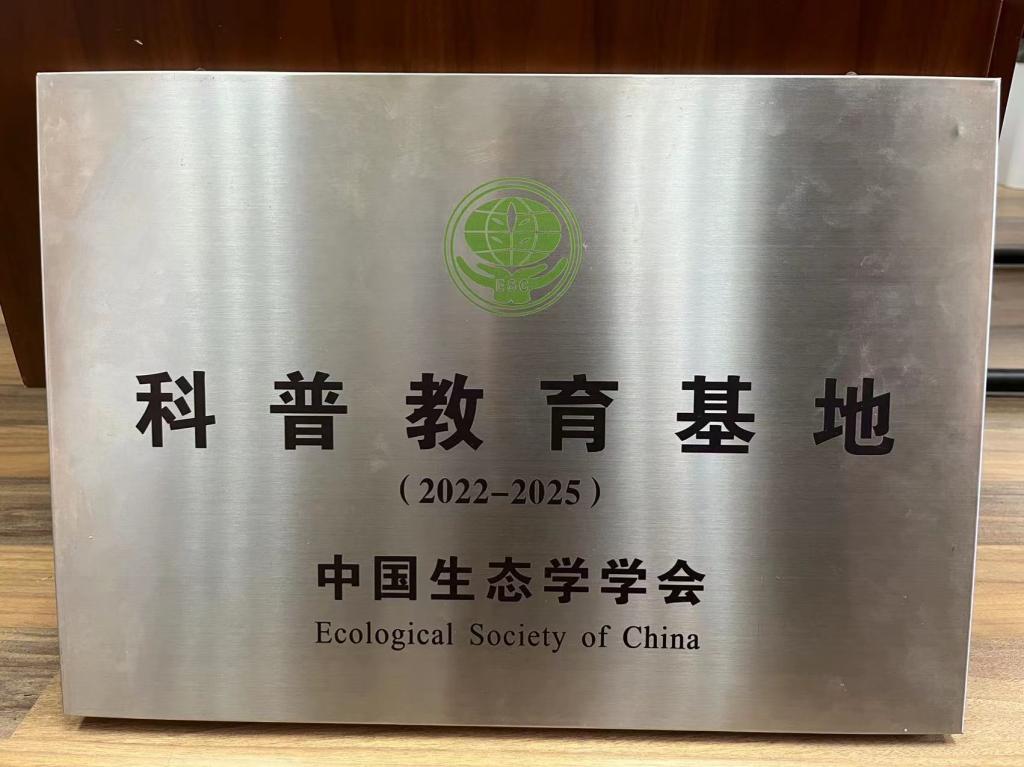 ESC
科普教育基地
（2022-2025）
中国生态学学会
Ecological Society of China